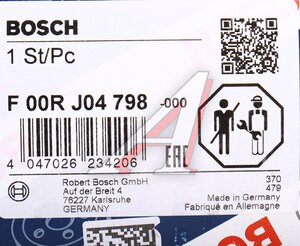 BOSCH
1 St/Pc
F 00R J04 798 -000
4 047026 234206
EAC
Robert Bosch GmbH
Auf der Breit 4
76227 Karlsruhe
GERMANY
370
479
Made in Germany
Fabriqué en Allemagne